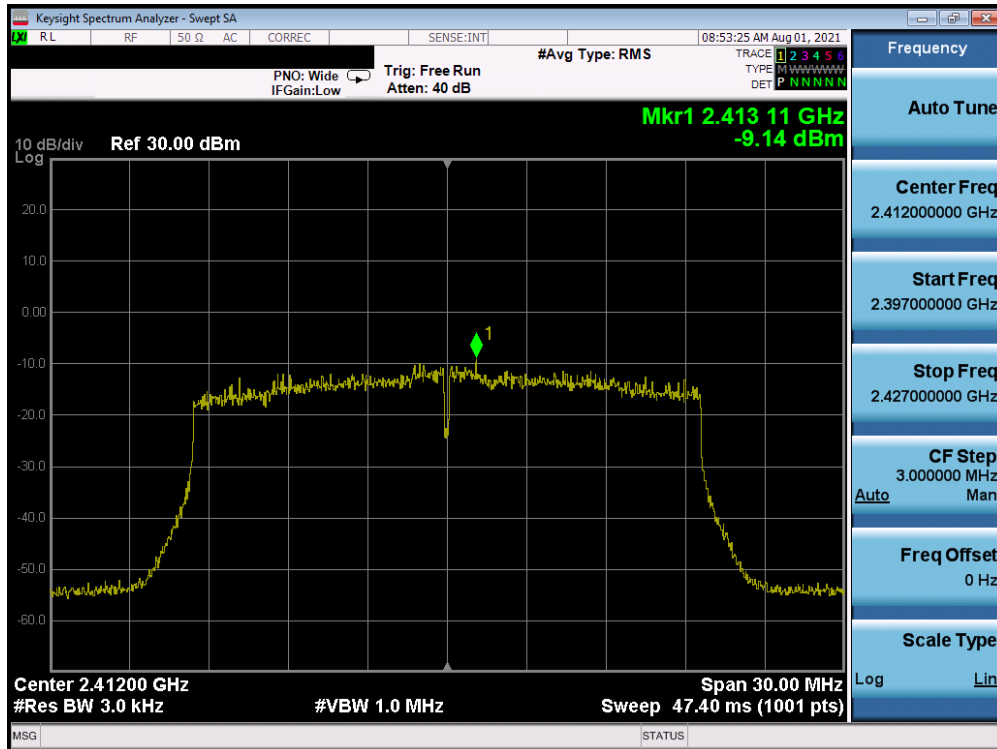 Keysight Spectrum Analyzer - Swept SA
LXI RL RF 50 Ω AC CORREC SENSE:INT 08:53:25 AM Aug 01, 2021
#Avg Type: RMS
TRACE 1 2 3 4 5 6
PNO: Wide Trig: Free Run TYPE M W W W W W
IFGain:Low Atten: 40 dB DET P N N N N N
Mkr1 2.413 11 GHz
-9.14 dBm
10 dB/div Ref 30.00 dBm
Log
20.0
10.0
0.00
1
-10.0
-20.0
-30.0
-40.0
-50.0
-60.0
Center 2.41200 GHz Span 30.00 MHz
#Res BW 3.0 kHz #VBW 1.0 MHz Sweep 47.40 ms (1001 pts)
MSG STATUS
Frequency
Auto Tune
Center Freq
2.412000000 GHz
Start Freq
2.397000000 GHz
Stop Freq
2.427000000 GHz
CF Step
3.000000 MHz
Auto Man
Freq Offset
0 Hz
Scale Type
Log Lin